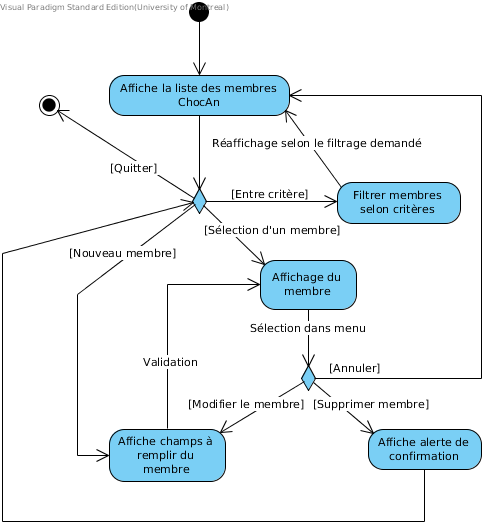 Visual Paradigm Standard Edition(University of Montreal)
Affiche la liste des membres
ChocAn
Réaffichage selon le filtrage demandé
[Quitter]
[Entre critère]
Filtrer membres
selon critères
[Sélection d'un membre]
[Nouveau membre]
Affichage du
membre
Sélection dans menu
Validation
[Annuler]
[Modifier le membre]
[Supprimer membre]
Affiche champs à
remplir du
membre
Affiche alerte de
confirmation